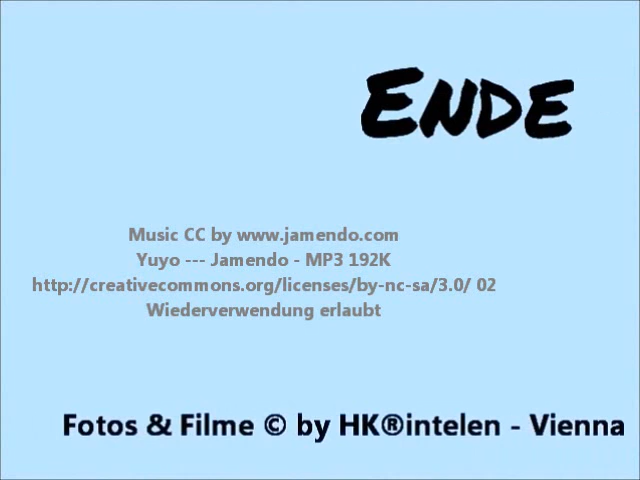 ENDE
Music CC by www.jamendo.com
Yuyo --- Jamendo - MP3 192K
http://creativecommons.org/licenses/by-nc-sa/3.0/ 02
Wiederverwendung erlaubt
Fotos & Filme © by HK®intelen - Vienna